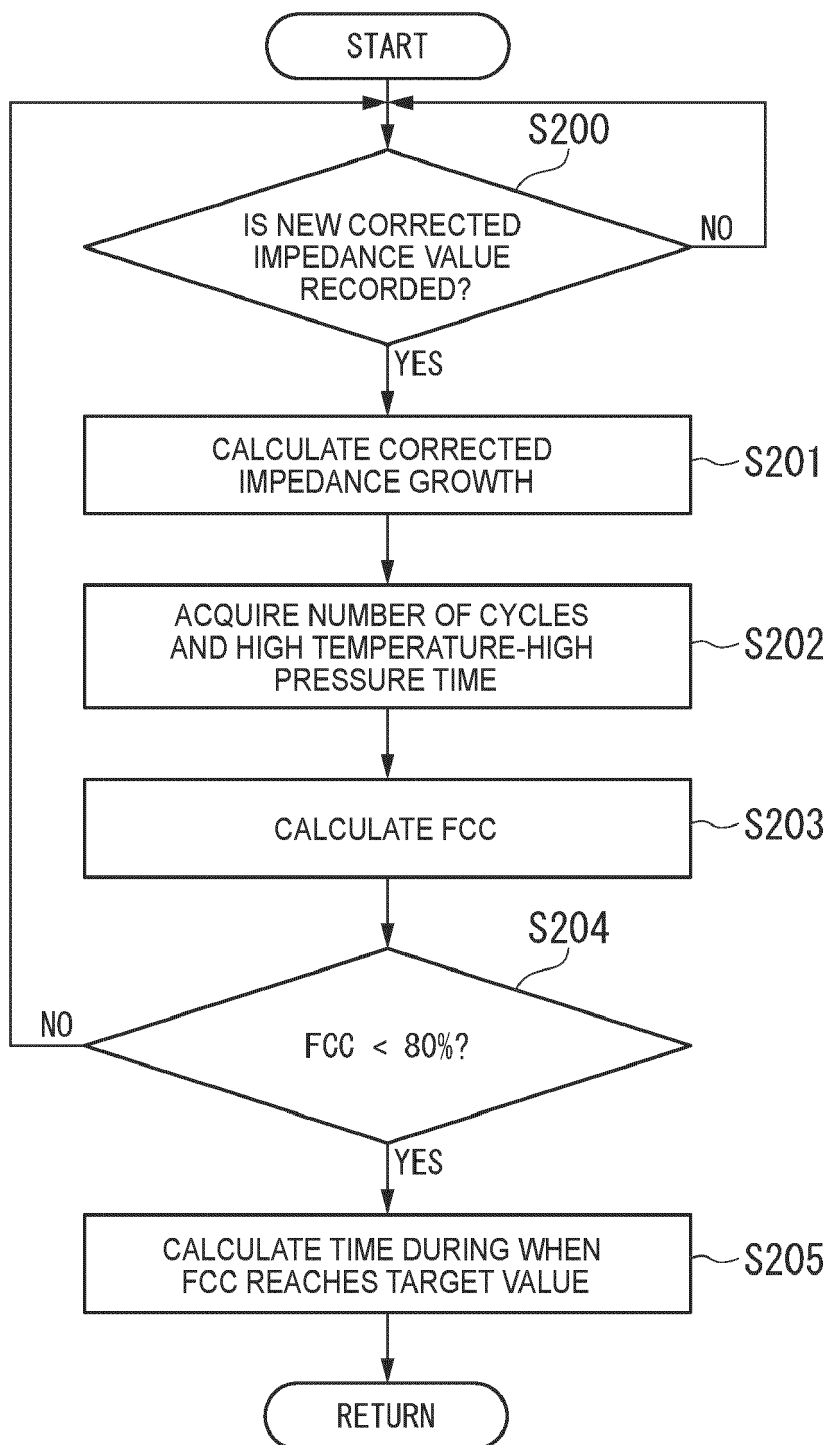 START
S200
IS NEW CORRECTED
IMPEDANCE VALUE
RECORDED?
NO
YES
CALCULATE CORRECTED
IMPEDANCE GROWTH
S201
ACQUIRE NUMBER OF CYCLES
AND HIGH TEMPERATURE-HIGH
PRESSURE TIME
S202
CALCULATE FCC
S203
S204
NO
FCC < 80%?
YES
CALCULATE TIME DURING WHEN
FCC REACHES TARGET VALUE
S205
RETURN